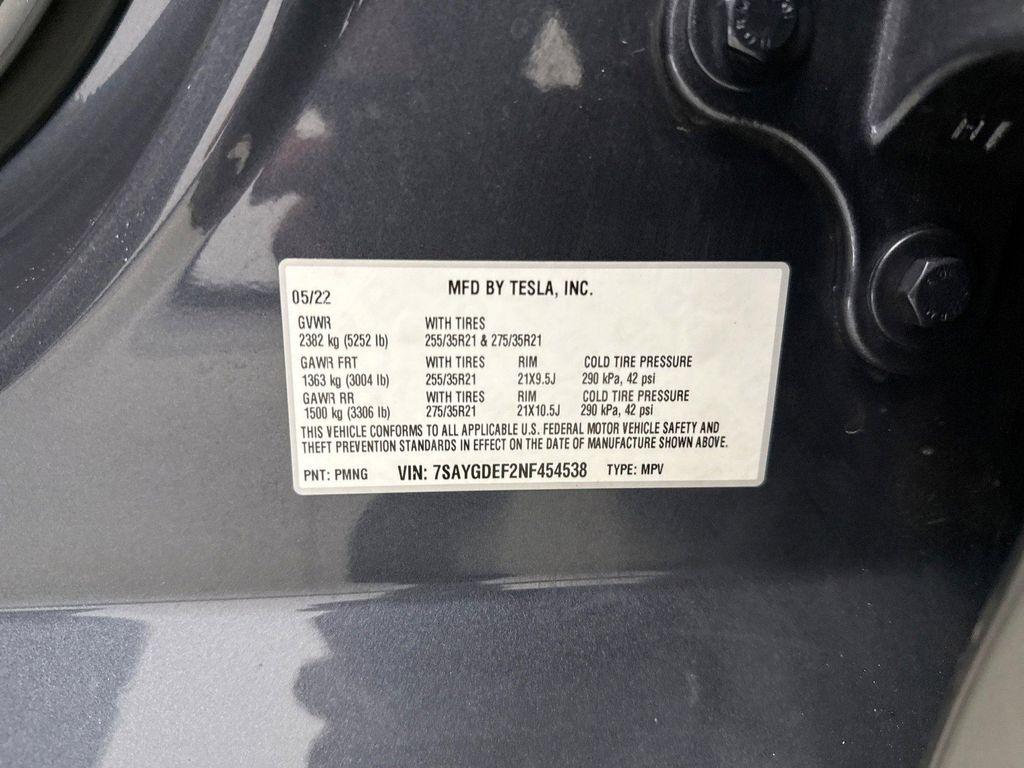 MFD BY TESLA, INC.
05/22
GVWR WITH TIRES
2382 kg (5252 lb) 255/35R21 & 275/35R21
GAWR FRT WITH TIRES RIM COLD TIRE PRESSURE
1363 kg (3004 lb) 255/35R21 21X9.5J 290 kPa, 42 psi
GAWR RR WITH TIRES RIM COLD TIRE PRESSURE
1500 kg (3306 lb) 275/35R21 21X10.5J 290 kPa, 42 psi
THIS VEHICLE CONFORMS TO ALL APPLICABLE U.S. FEDERAL MOTOR VEHICLE SAFETY AND
THEFT PREVENTION STANDARDS IN EFFECT ON THE DATE OF MANUFACTURE SHOWN ABOVE.
PNT: PMNG VIN: 7SAYGDEF2NF454538 TYPE: MPV